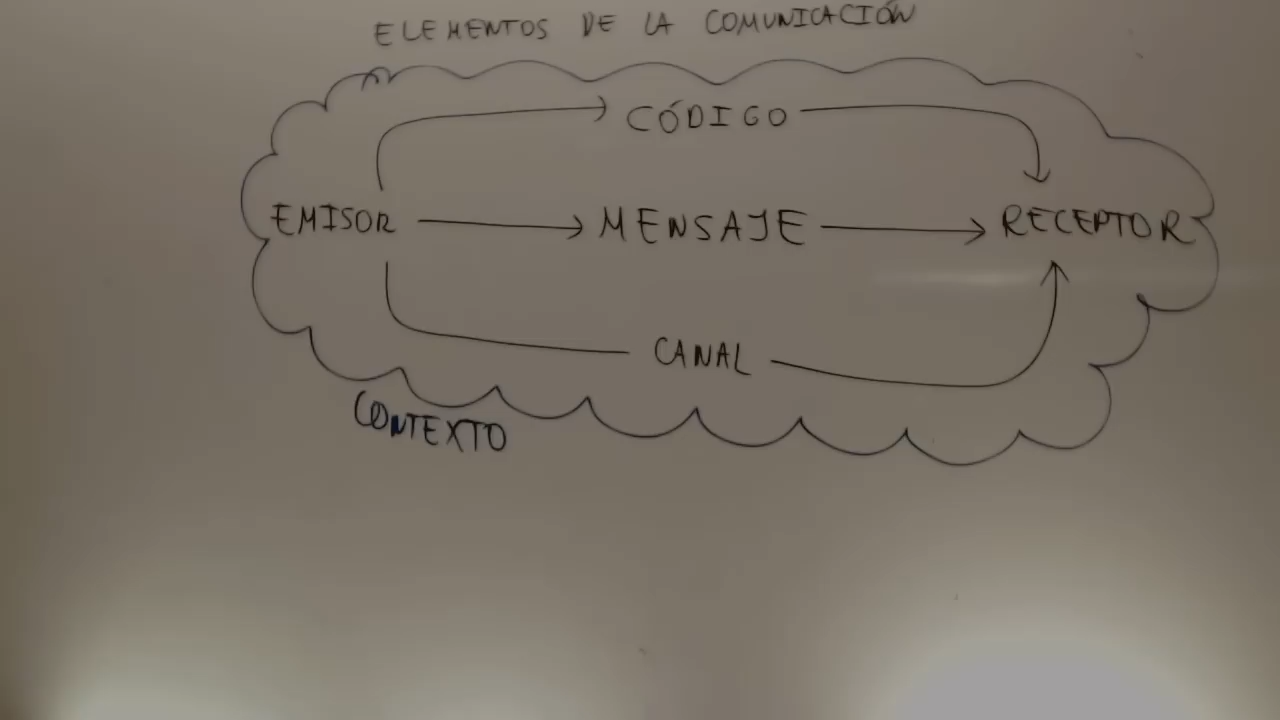 ELEMENTOS DE LA COMUNICACIÓN
CÓDIGO
EMISOR MENSAJE RECEPTOR
CANAL
CONTEXTO